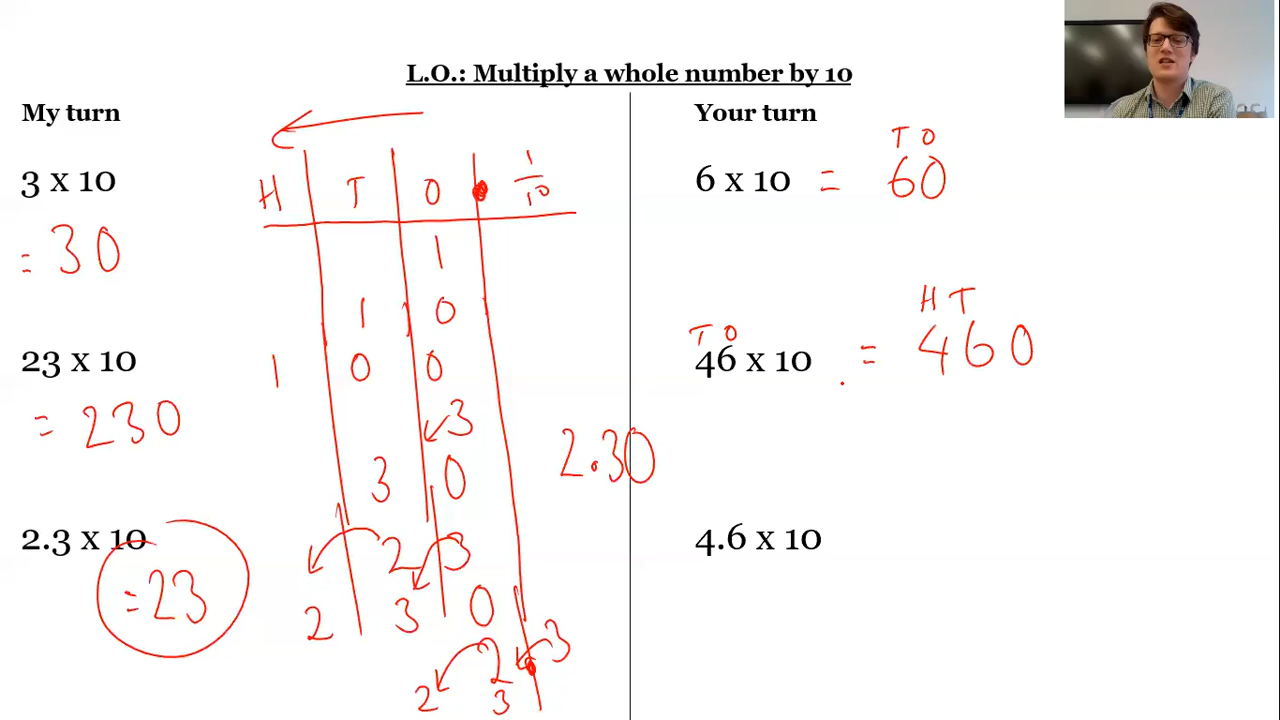 L.O.: Multiply a whole number by 10
My turn
3 x 10
= 30
23 x 10
= 230
2.3 x 10
= 23
H T O . 1/10
1
1 0
1 0 0
3
3 0
2 3
2 3 0
2 . 3
2 3
2.30
Your turn
T O
6 x 10 = 60
T O H T
46 x 10 = 460
4.6 x 10